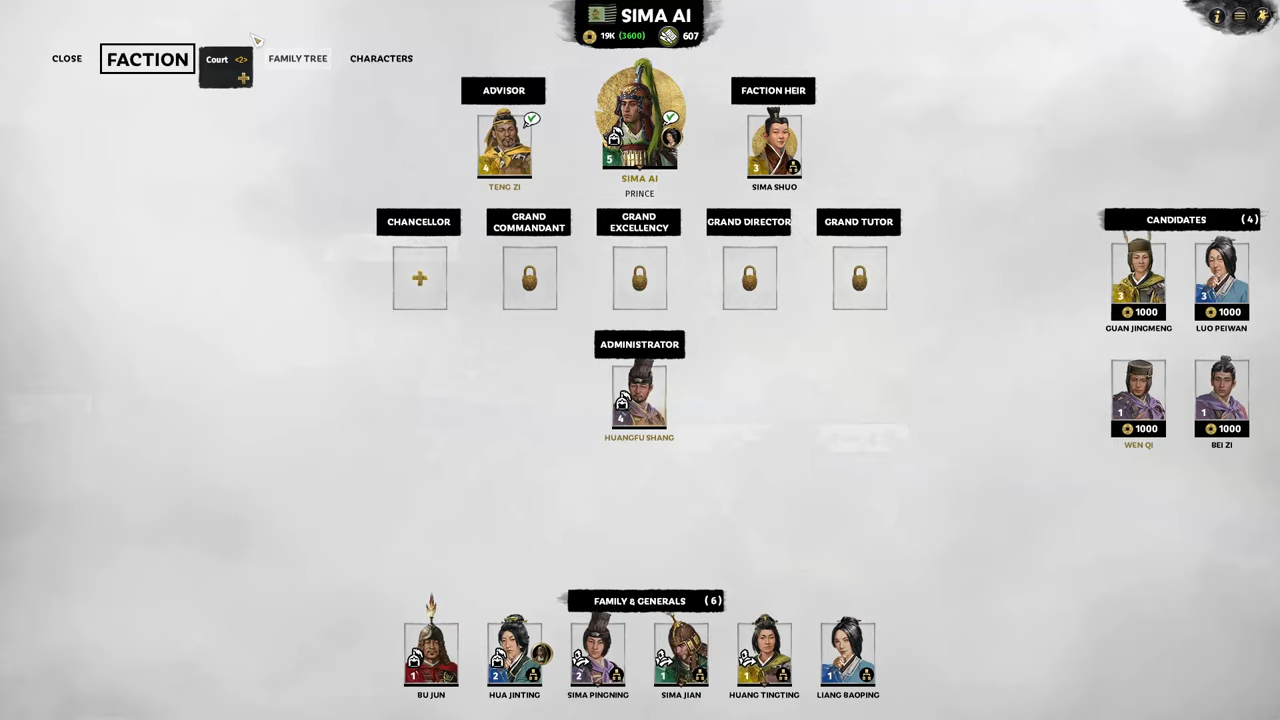 SIMA AI
19K (3600) 607
CLOSE
FACTION
Court <2>
FAMILY TREE
CHARACTERS
ADVISOR
4
TENG ZI
5
SIMA AI
PRINCE
FACTION HEIR
3
SIMA SHUO
CHANCELLOR
GRAND
COMMANDANT
GRAND
EXCELLENCY
GRAND DIRECTOR
GRAND TUTOR
ADMINISTRATOR
4
HUANGFU SHANG
CANDIDATES (4)
3
1000
GUAN JINGMENG
3
1000
LUO PEIWAN
1
1000
WEN QI
1
1000
BEI ZI
FAMILY & GENERALS (6)
1
BU JUN
2
HUA JINTING
2
SIMA PINGNING
1
SIMA JIAN
1
HUANG TINGTING
1
LIANG BAOPING